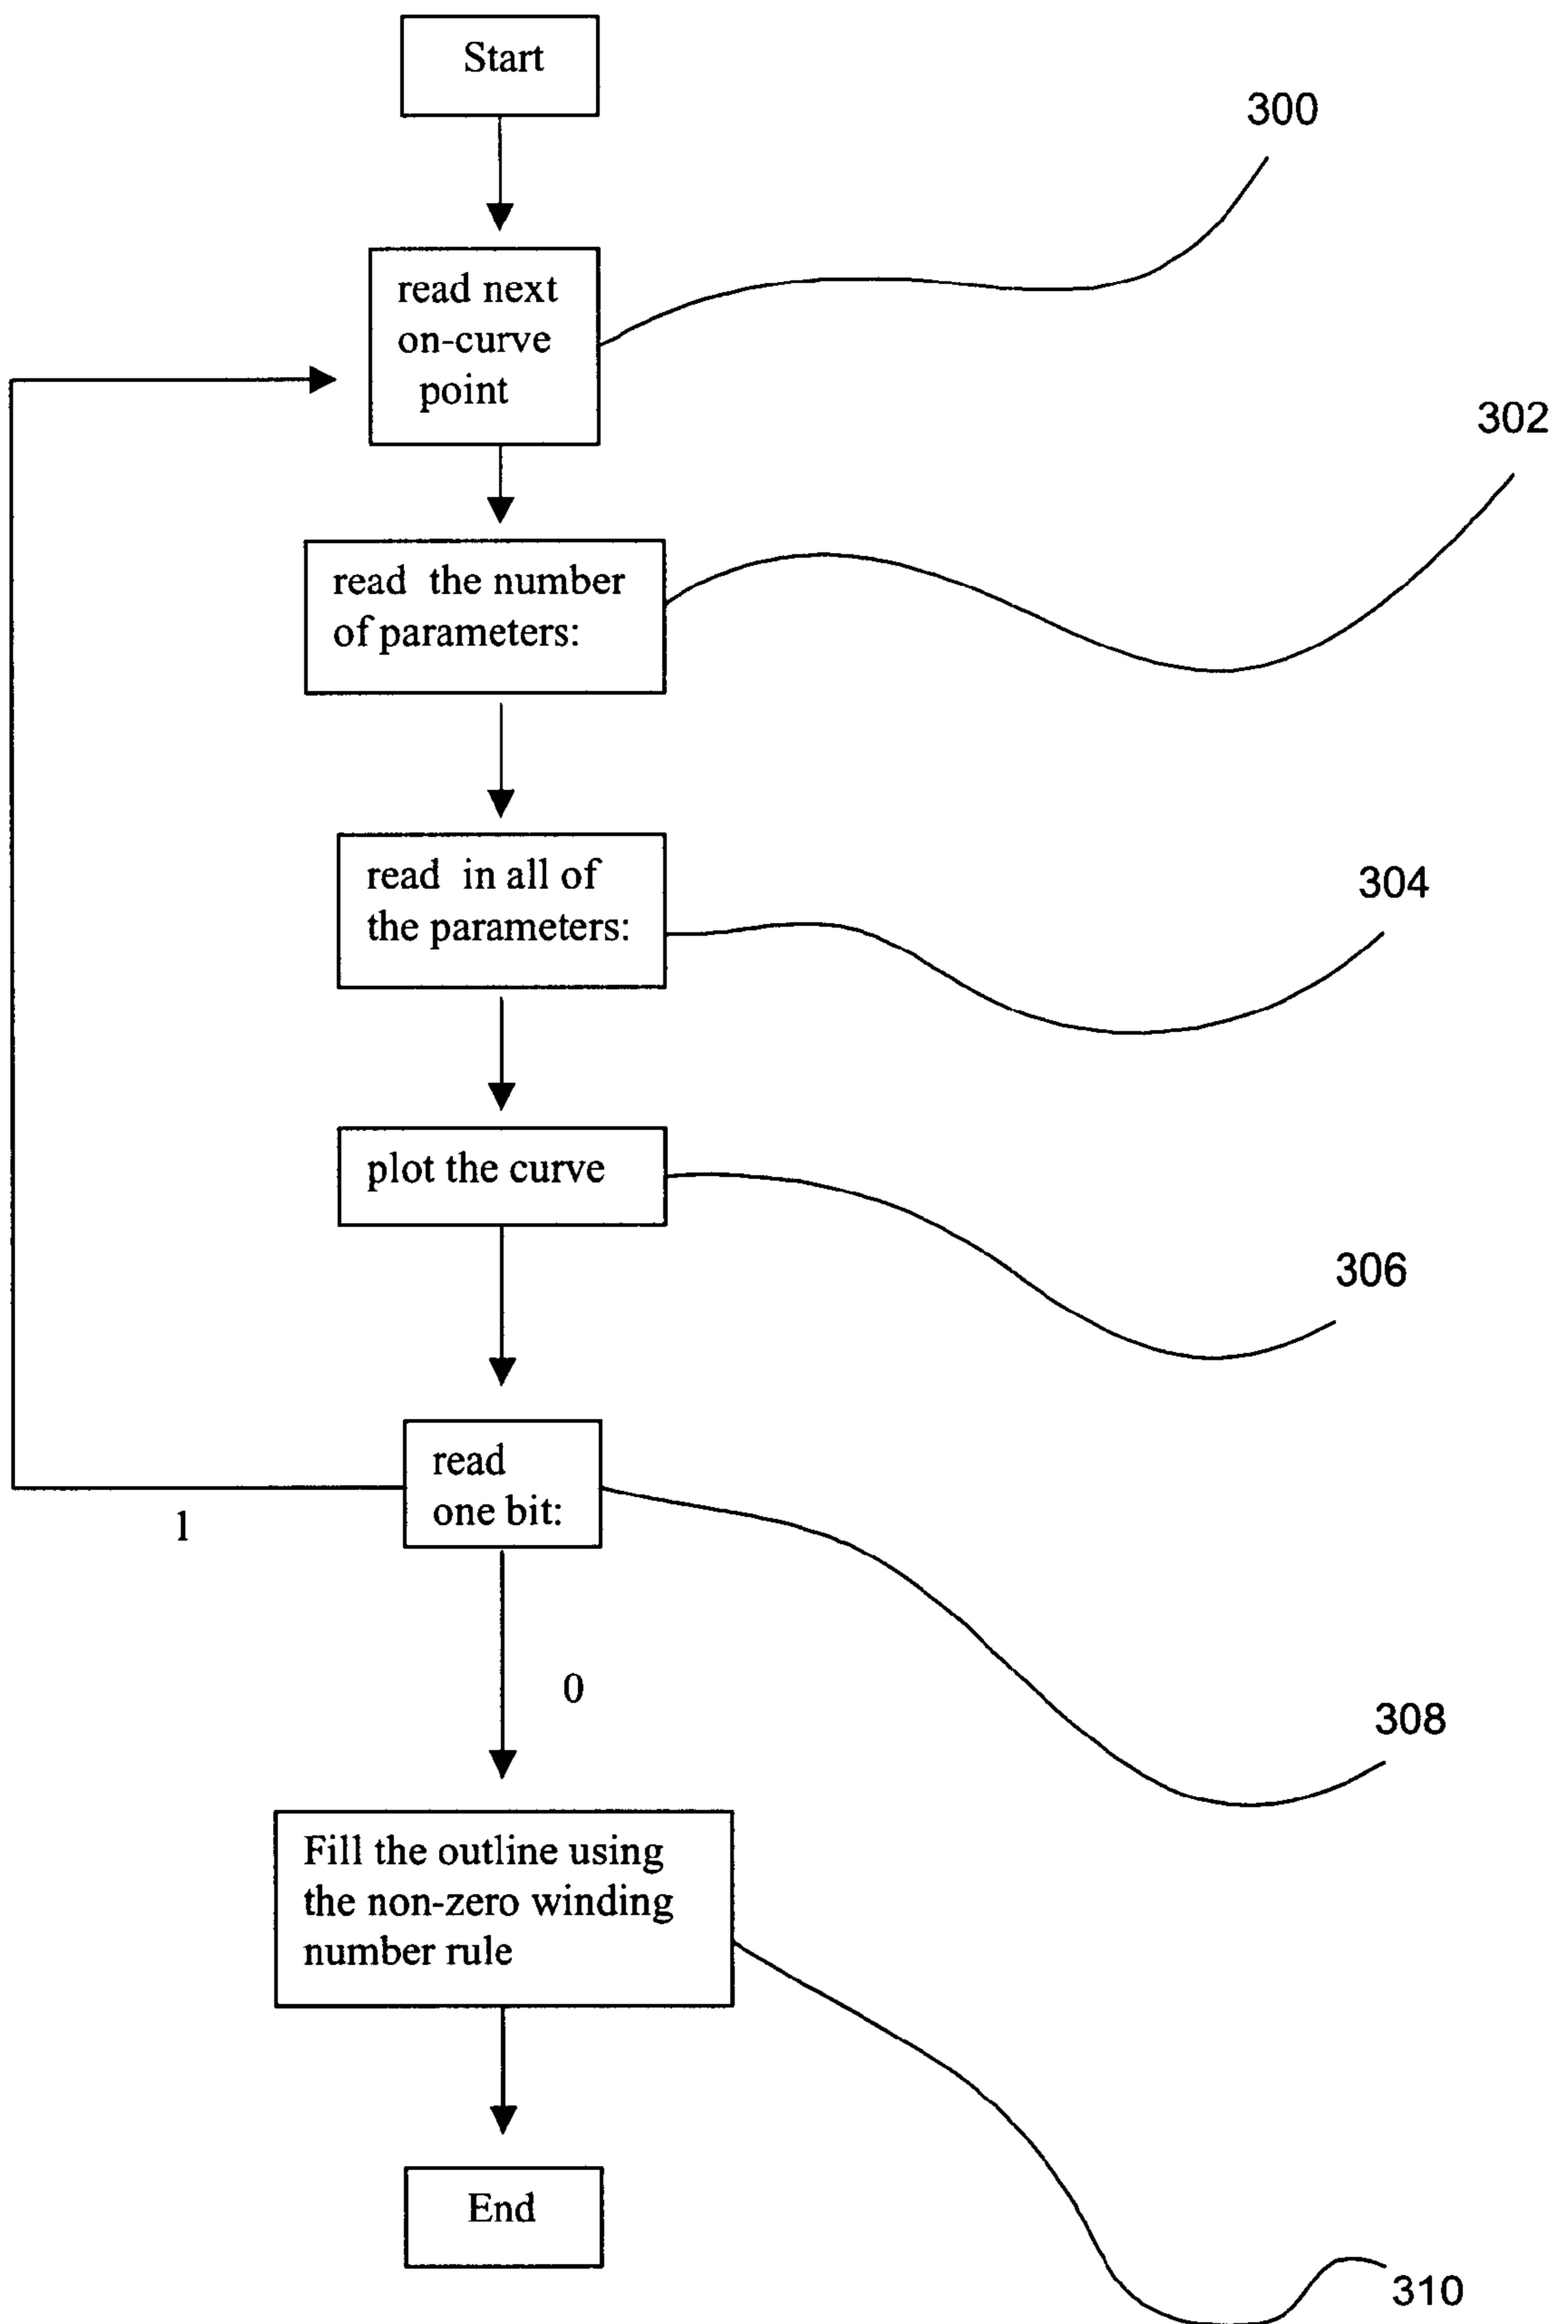 Start
300
read next
on-curve
point
302
read the number
of parameters:
304
read in all of
the parameters:
plot the curve
306
read
one bit:
1
0
308
Fill the outline using
the non-zero winding
number rule
End
310